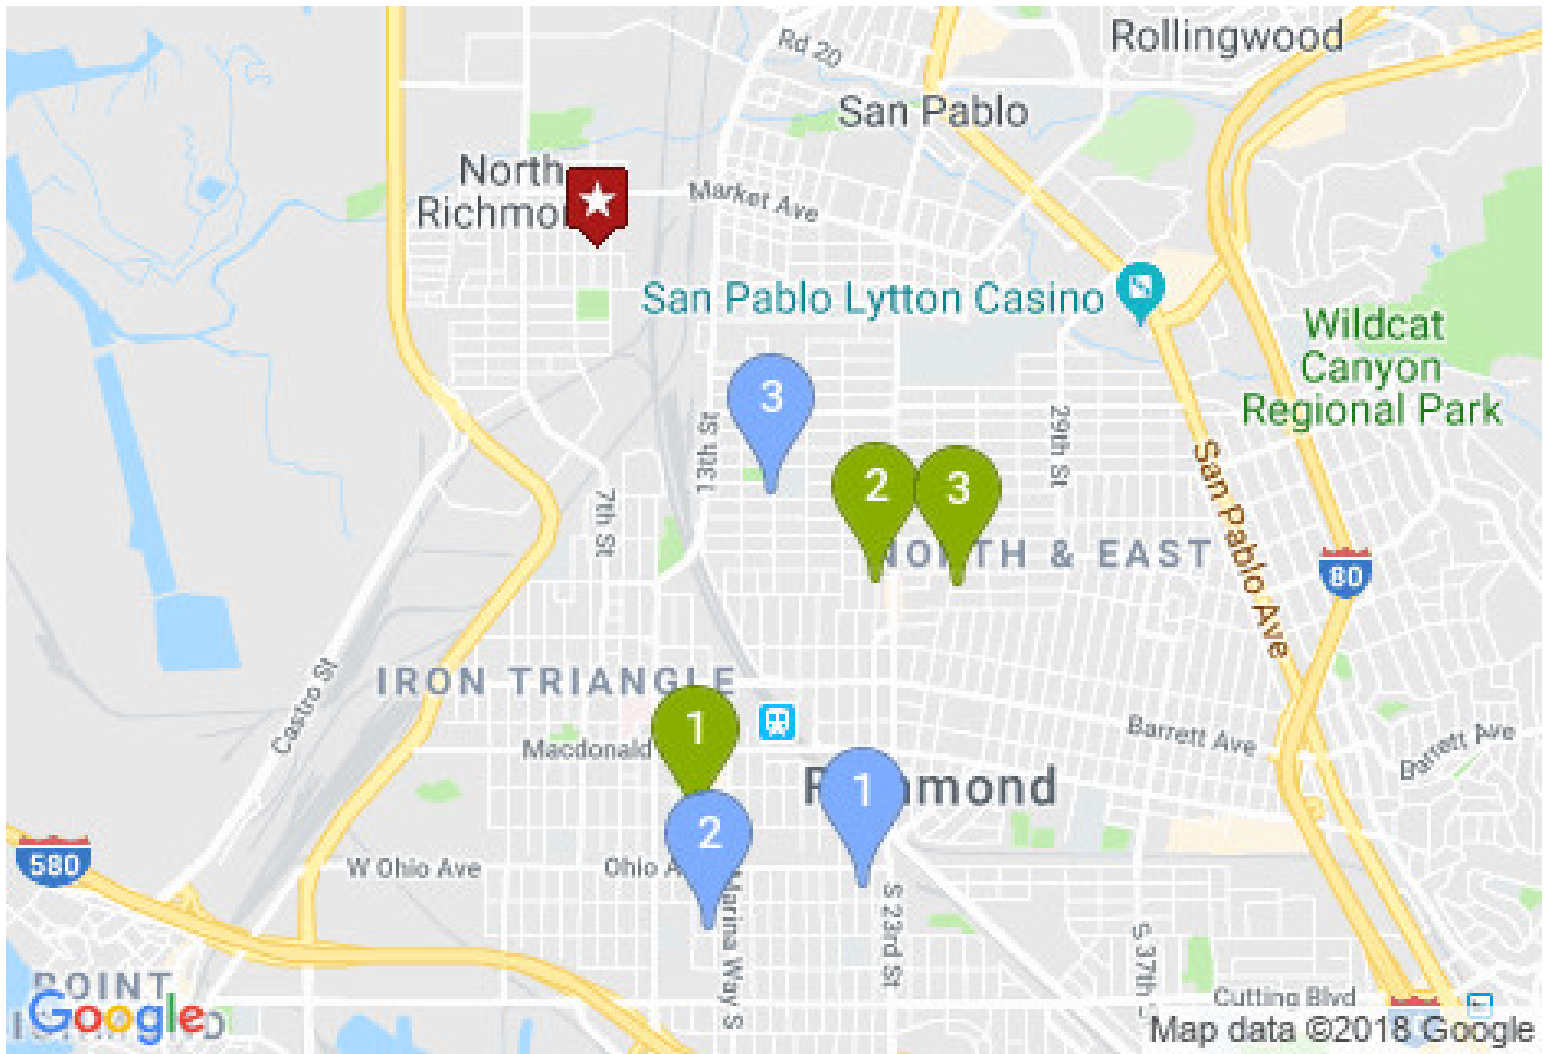 Rollingwood
Rd 20
San Pablo
North
Richmo
Market Ave
San Pablo Lytton Casino
Wildcat
Canyon
Regional Park
3
13th St
29th St
2
3
San Pablo Ave
7th St
NORTH & EAST
80
IRON TRIANGLE
Castro St
1
Macdonald
Barrett Ave
Barrett Ave
1
2
580
W Ohio Ave
Ohio A
Marina Way S
S 23rd St
S 37th
POINT
Cutting Blvd
Google
Map data ©2018 Google